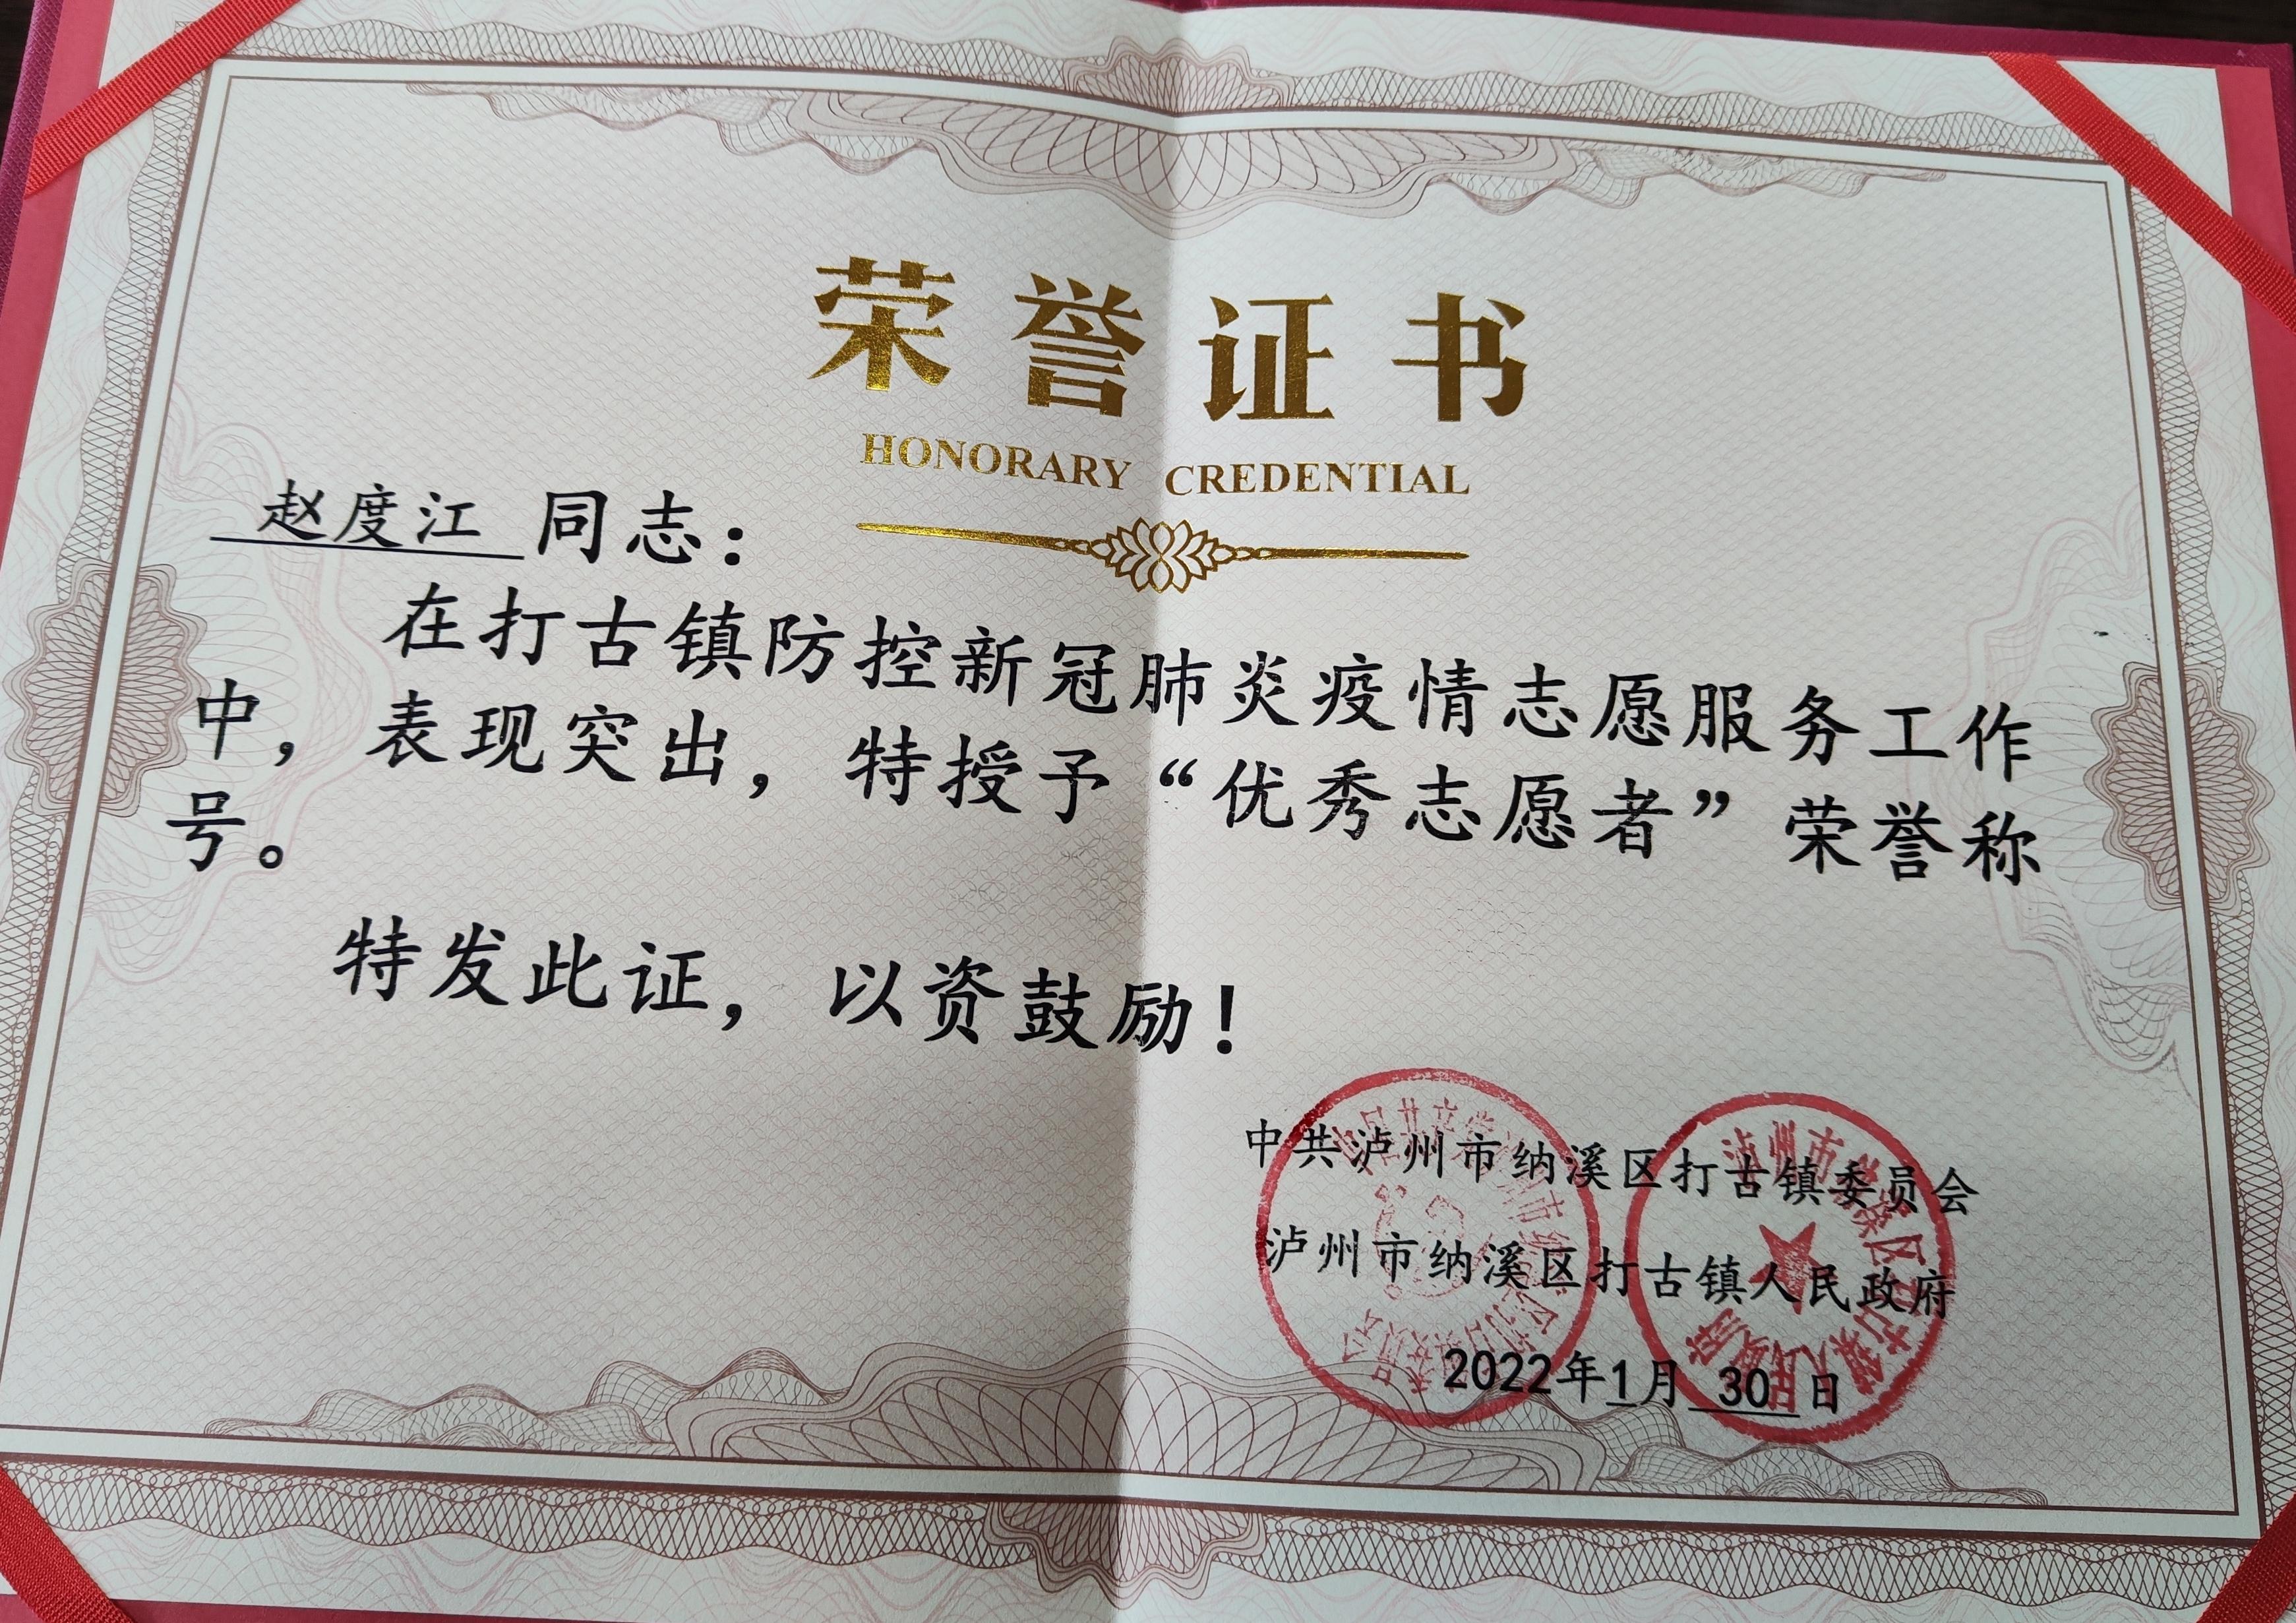 荣誉证书
HONORARY CREDENTIAL
赵度江 同志：
在打古镇防控新冠肺炎疫情志愿服务工作
中，表现突出，特授予“优秀志愿者”荣誉称
号。
特发此证，以资鼓励！
中共泸州市纳溪区打古镇委员会
泸州市纳溪区打古镇人民政府
2022年1月 30 日